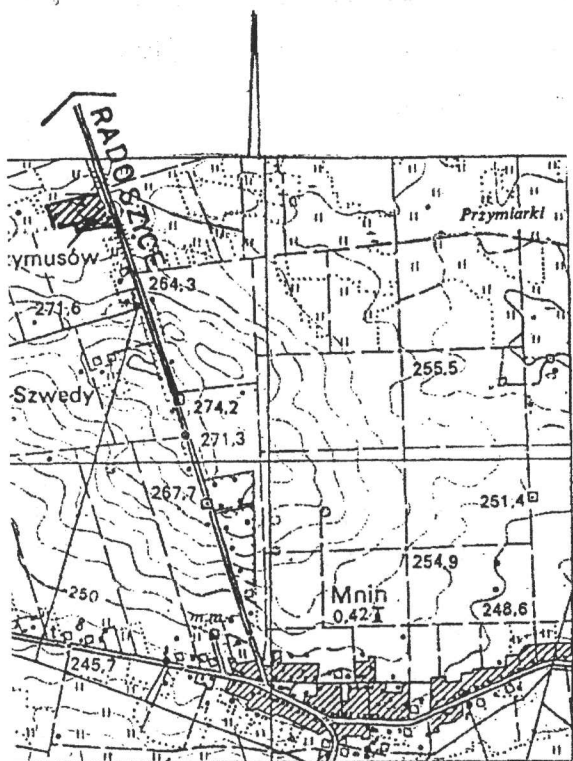 RADOSZYCE
Przymiarki
ymusów
264,3
271,6
255,5
Szwedy
274,2
271,3
267,7
251,4
254,9
Mnin
0.42
250
248,6
m.m.
8
245,7